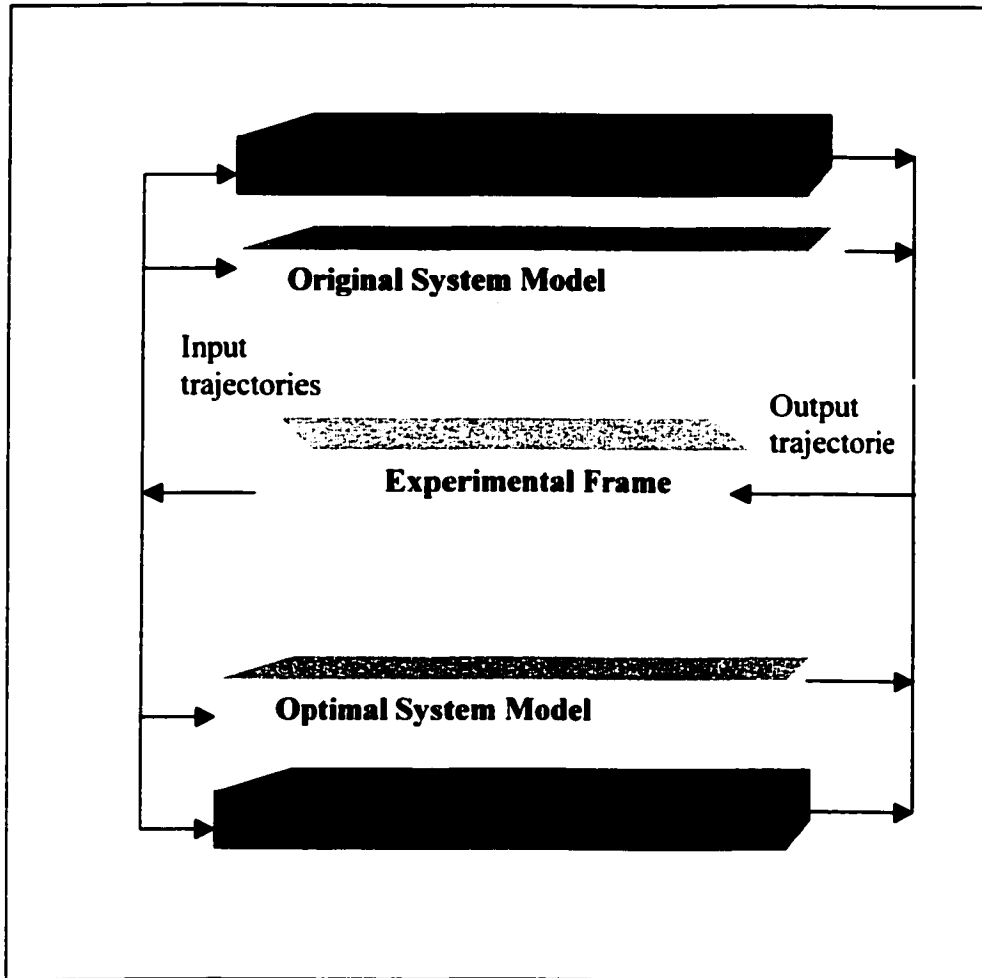 Original System Model
Input
trajectories
Output
trajectorie
Experimental Frame
Optimal System Model